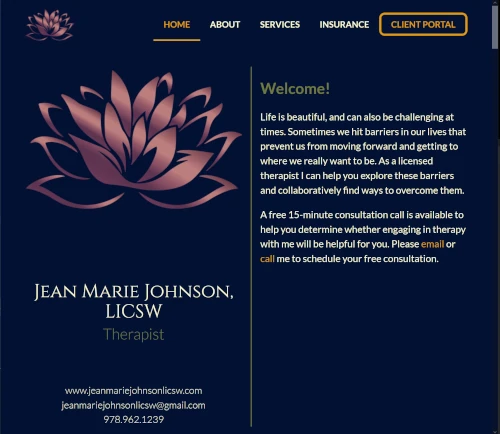 HOME ABOUT SERVICES INSURANCE CLIENT PORTAL
Welcome!
Life is beautiful, and can also be challenging at
times. Sometimes we hit barriers in our lives that
prevent us from moving forward and getting to
where we really want to be. As a licensed
therapist I can help you explore these barriers
and collaboratively find ways to overcome them.
A free 15-minute consultation call is available to
help you determine whether engaging in therapy
with me will be helpful for you. Please email or
call me to schedule your free consultation.
Jean Marie Johnson,
LICSW
Therapist
www.jeanmariejohnsonlicsw.com
jeanmariejohnsonlicsw@gmail.com
978.962.1239